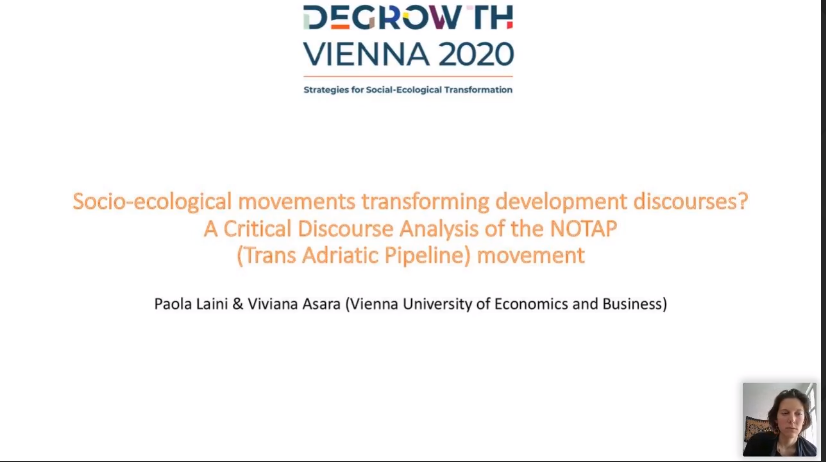 DEGROWTH
VIENNA 2020
Strategies for Social-Ecological Transformation
Socio-ecological movements transforming development discourses?
A Critical Discourse Analysis of the NOTAP
(Trans Adriatic Pipeline) movement
Paola Laini & Viviana Asara (Vienna University of Economics and Business)